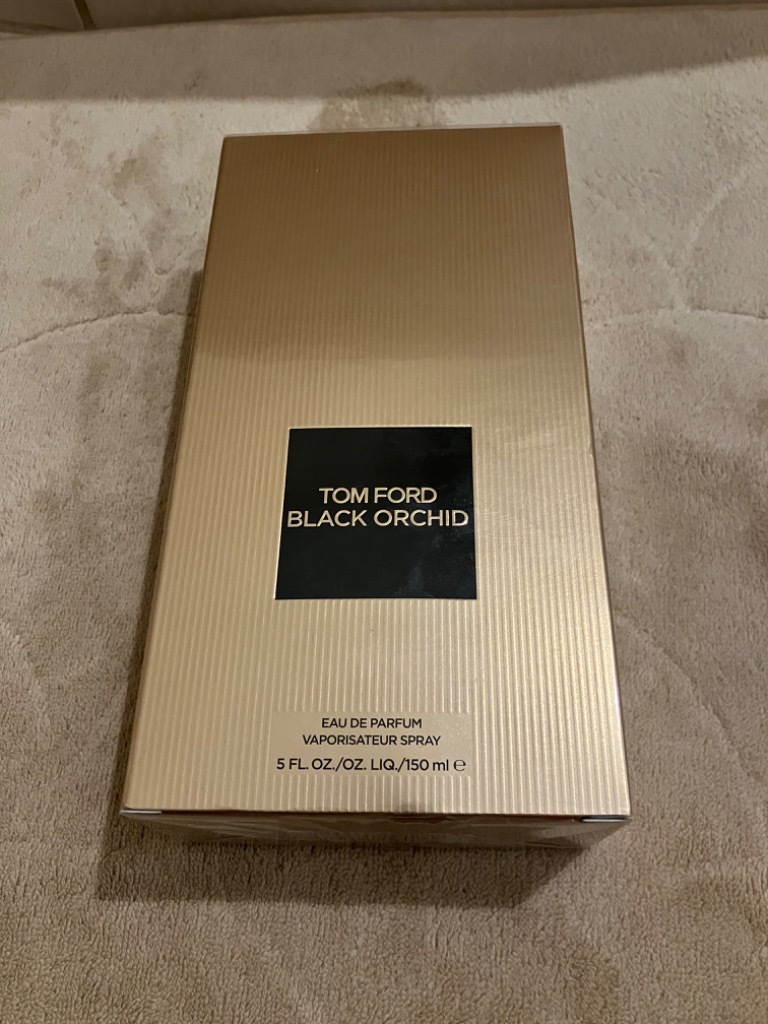 TOM FORD
BLACK ORCHID
EAU DE PARFUM
VAPORISATEUR SPRAY
5 FL. OZ./OZ. LIQ./150 ml ℮